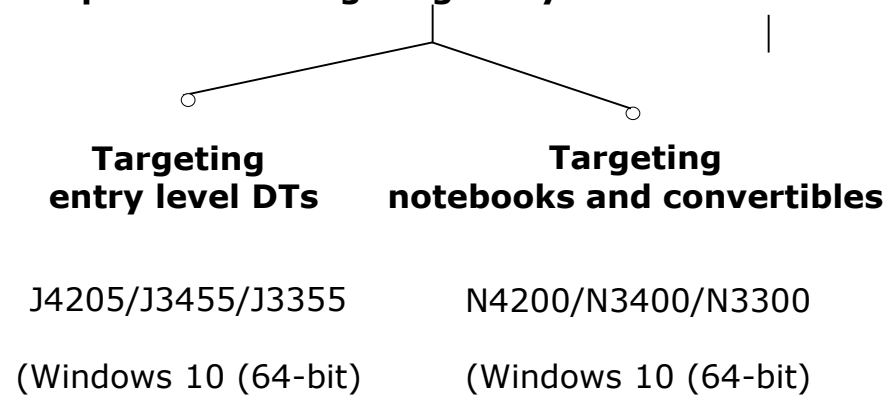 Targeting
entry level DTs
Targeting
notebooks and convertibles
J4205/J3455/J3355
N4200/N3400/N3300
(Windows 10 (64-bit)
(Windows 10 (64-bit)